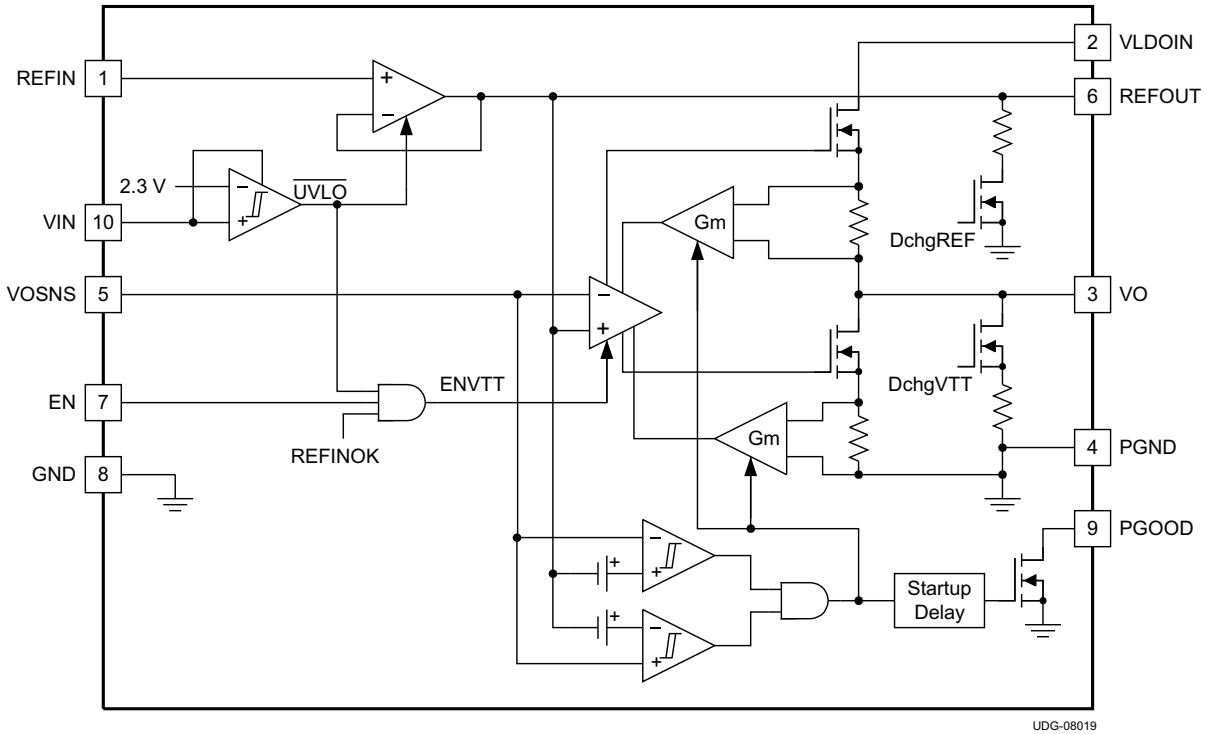 2 VLDOIN
REFIN 1
+
−
6 REFOUT
2.3 V
−
+
UVLO
VIN 10
Gm
DchgREF
VOSNS 5
−
+
3 VO
DchgVTT
EN 7
ENVTT
REFINOK
Gm
4 PGND
GND 8
9 PGOOD
−
+
+
Startup
Delay
+
−
+
UDG-08019